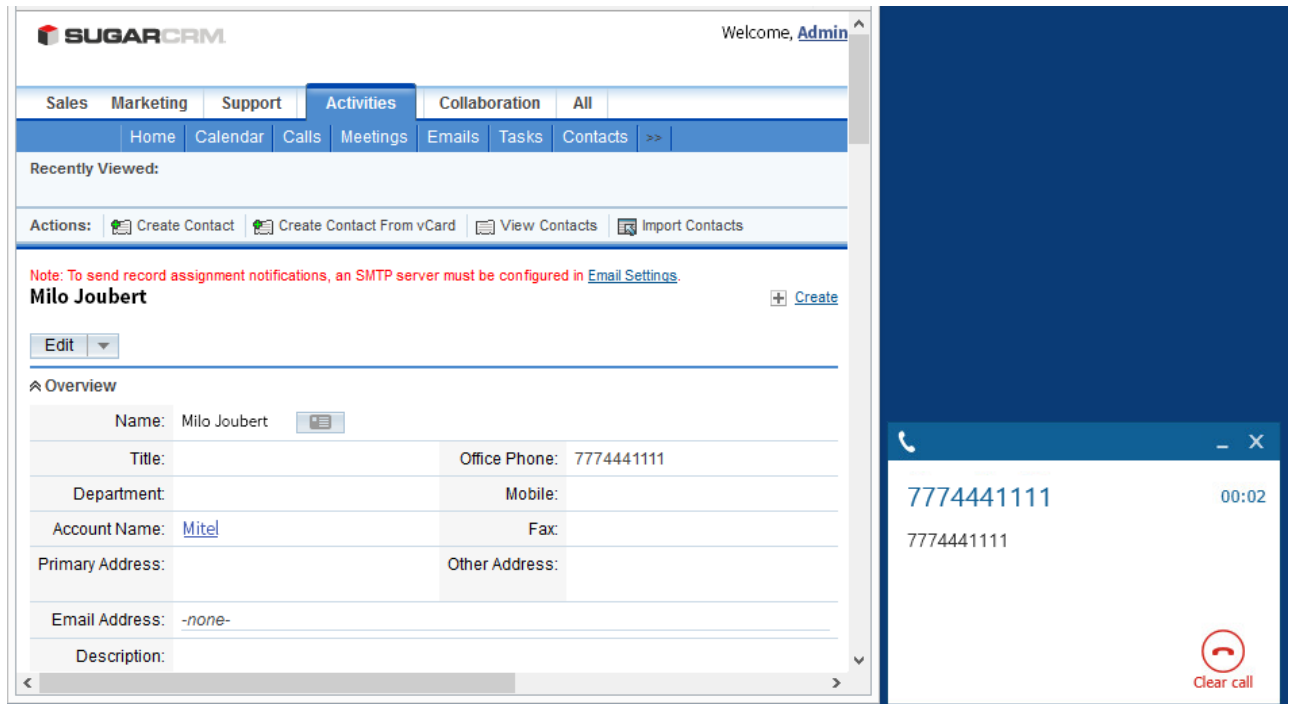 SUGARCRM
Welcome, Admin
Sales Marketing Support Activities Collaboration All
Home Calendar Calls Meetings Emails Tasks Contacts >>
Recently Viewed:
Actions: Create Contact Create Contact From vCard View Contacts Import Contacts
Note: To send record assignment notifications, an SMTP server must be configured in Email Settings.
Milo Joubert
Create
Edit
Overview
Name: Milo Joubert
Title: Office Phone: 7774441111
Department: Mobile:
Account Name: Mitel Fax:
Primary Address: Other Address:
Email Address: -none-
Description:
7774441111 00:02
7774441111
Clear call